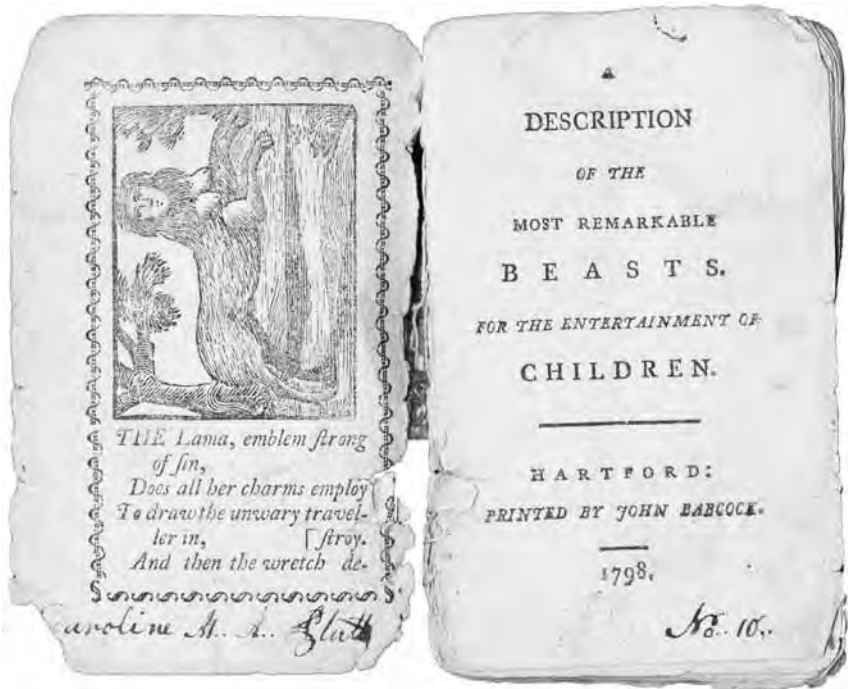 THE Lama, emblem ſtrong
of ſin,
Does all her charms employ
To draw the unwary travel-
ler in, [ſtroy.
And then the wretch de-
Caroline M. A.
A
DESCRIPTION
OF THE
MOST REMARKABLE
BEASTS.
FOR THE ENTERTAINMENT OF
CHILDREN.
HARTFORD:
PRINTED BY JOHN BABCOCK.
1798.
No. 10.